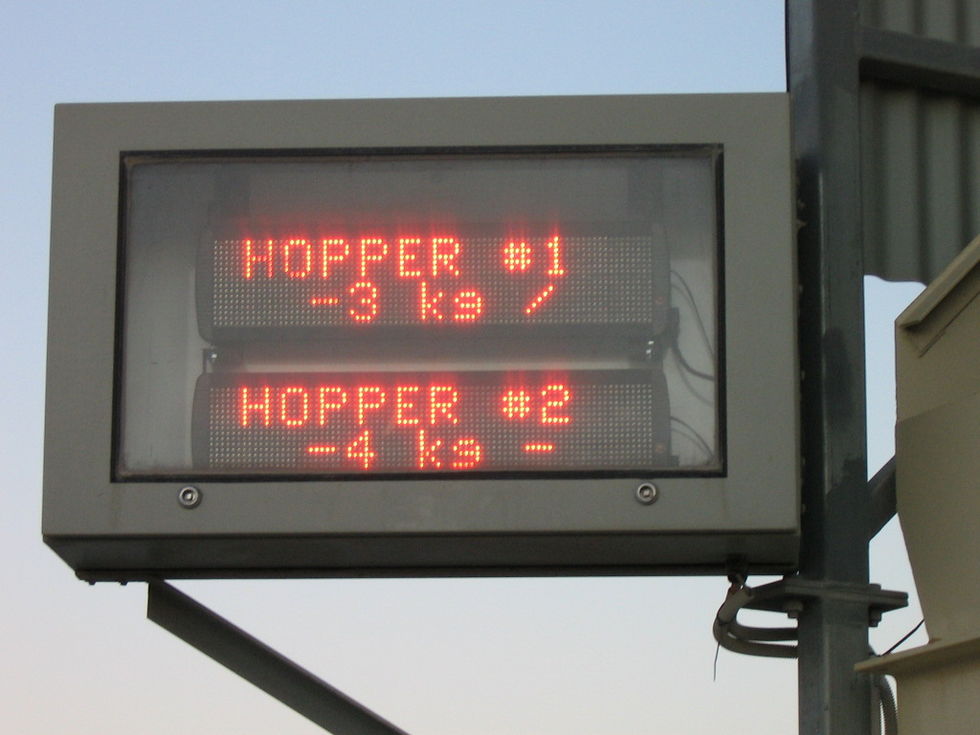 HOPPER #1
-3 kg /
HOPPER #2
-4 kg -